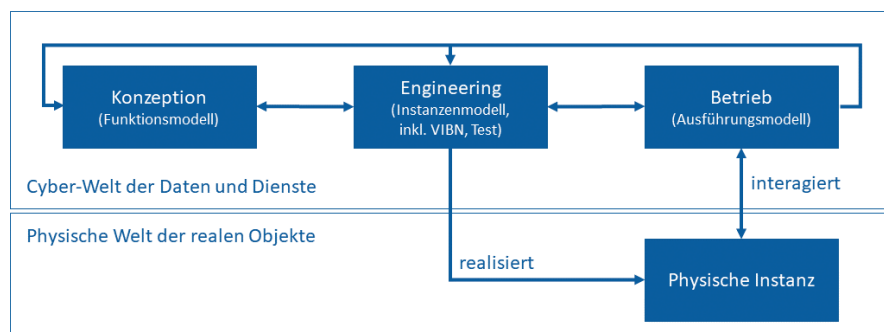 Konzeption
(Funktionsmodell)
Engineering
(Instanzenmodell,
inkl. VIBN, Test)
Betrieb
(Ausführungsmodell)
Cyber-Welt der Daten und Dienste
interagiert
Physische Welt der realen Objekte
realisiert
Physische Instanz